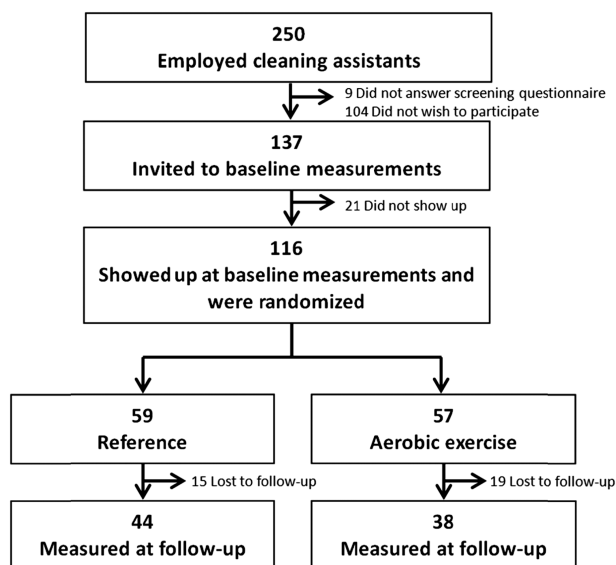 250
Employed cleaning assistants
9 Did not answer screening questionnaire
104 Did not wish to participate
137
Invited to baseline measurements
21 Did not show up
116
Showed up at baseline measurements and
were randomized
59
Reference
57
Aerobic exercise
15 Lost to follow-up
19 Lost to follow-up
44
Measured at follow-up
38
Measured at follow-up